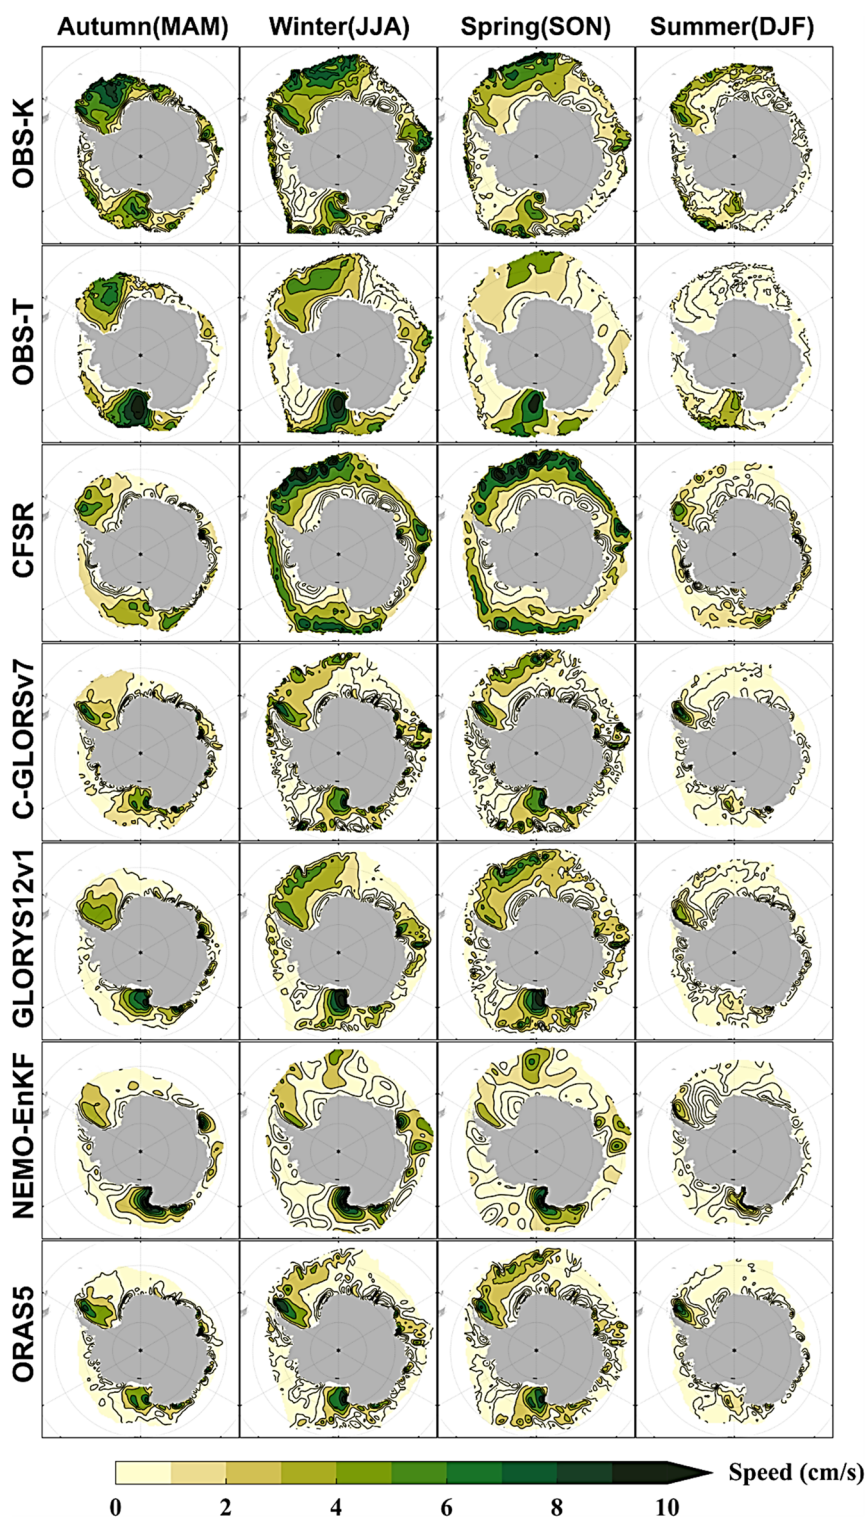 Autumn(MAM) Winter(JJA) Spring(SON) Summer(DJF)
OBS-K
OBS-T
CFSR
C-GLORSv7
GLORYS12v1
NEMO-EnKF
ORAS5
Speed (cm/s)
0 2 4 6 8 10